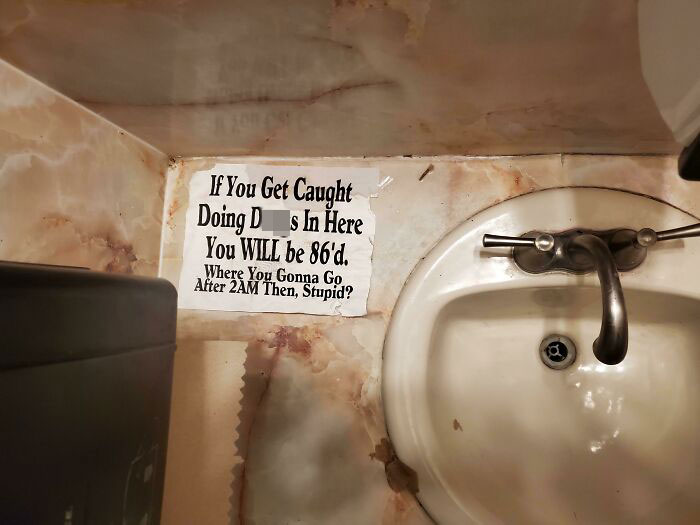 If You Get Caught
Doing D s In Here
You WILL be 86'd.
Where You Gonna Go
After 2AM Then, Stupid?